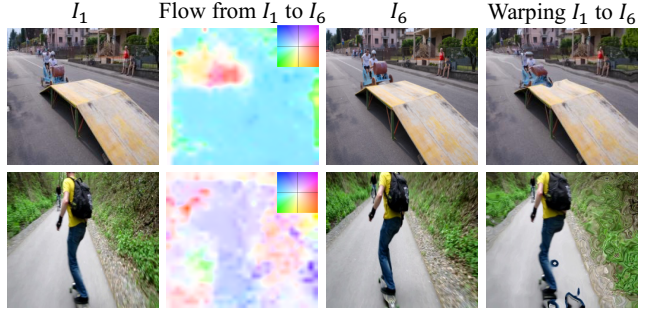 I₁ Flow from I₁ to I₆ I₆ Warping I₁ to I₆